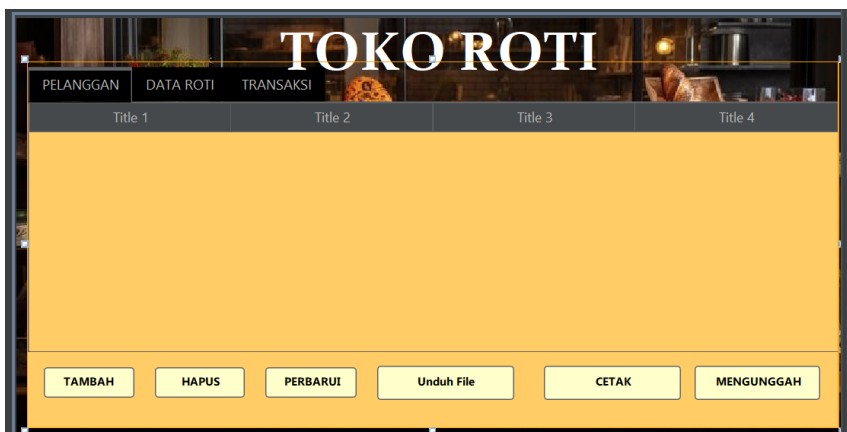 TOKO ROTI
PELANGGAN DATA ROTI TRANSAKSI
Title 1 Title 2 Title 3 Title 4
TAMBAH HAPUS PERBARUI Unduh File CETAK MENGUNGGAH